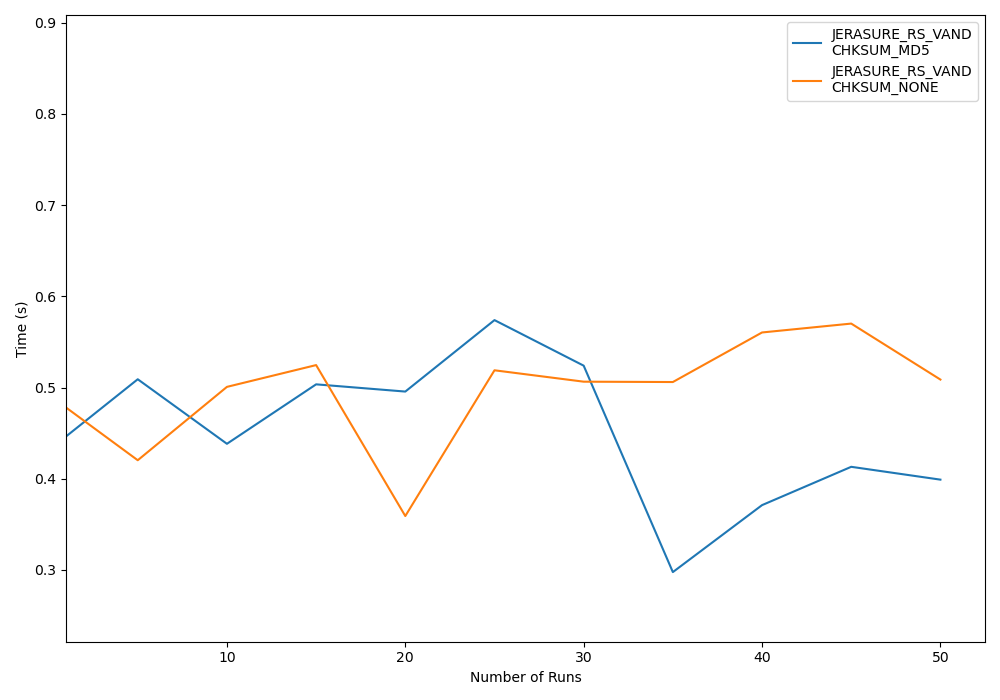 JERASURE_RS_VAND
CHKSUM_MD5
JERASURE_RS_VAND
CHKSUM_NONE
0.9
0.8
0.7
0.6
0.5
0.4
0.3
Time (s)
10 20 30 40 50
Number of Runs